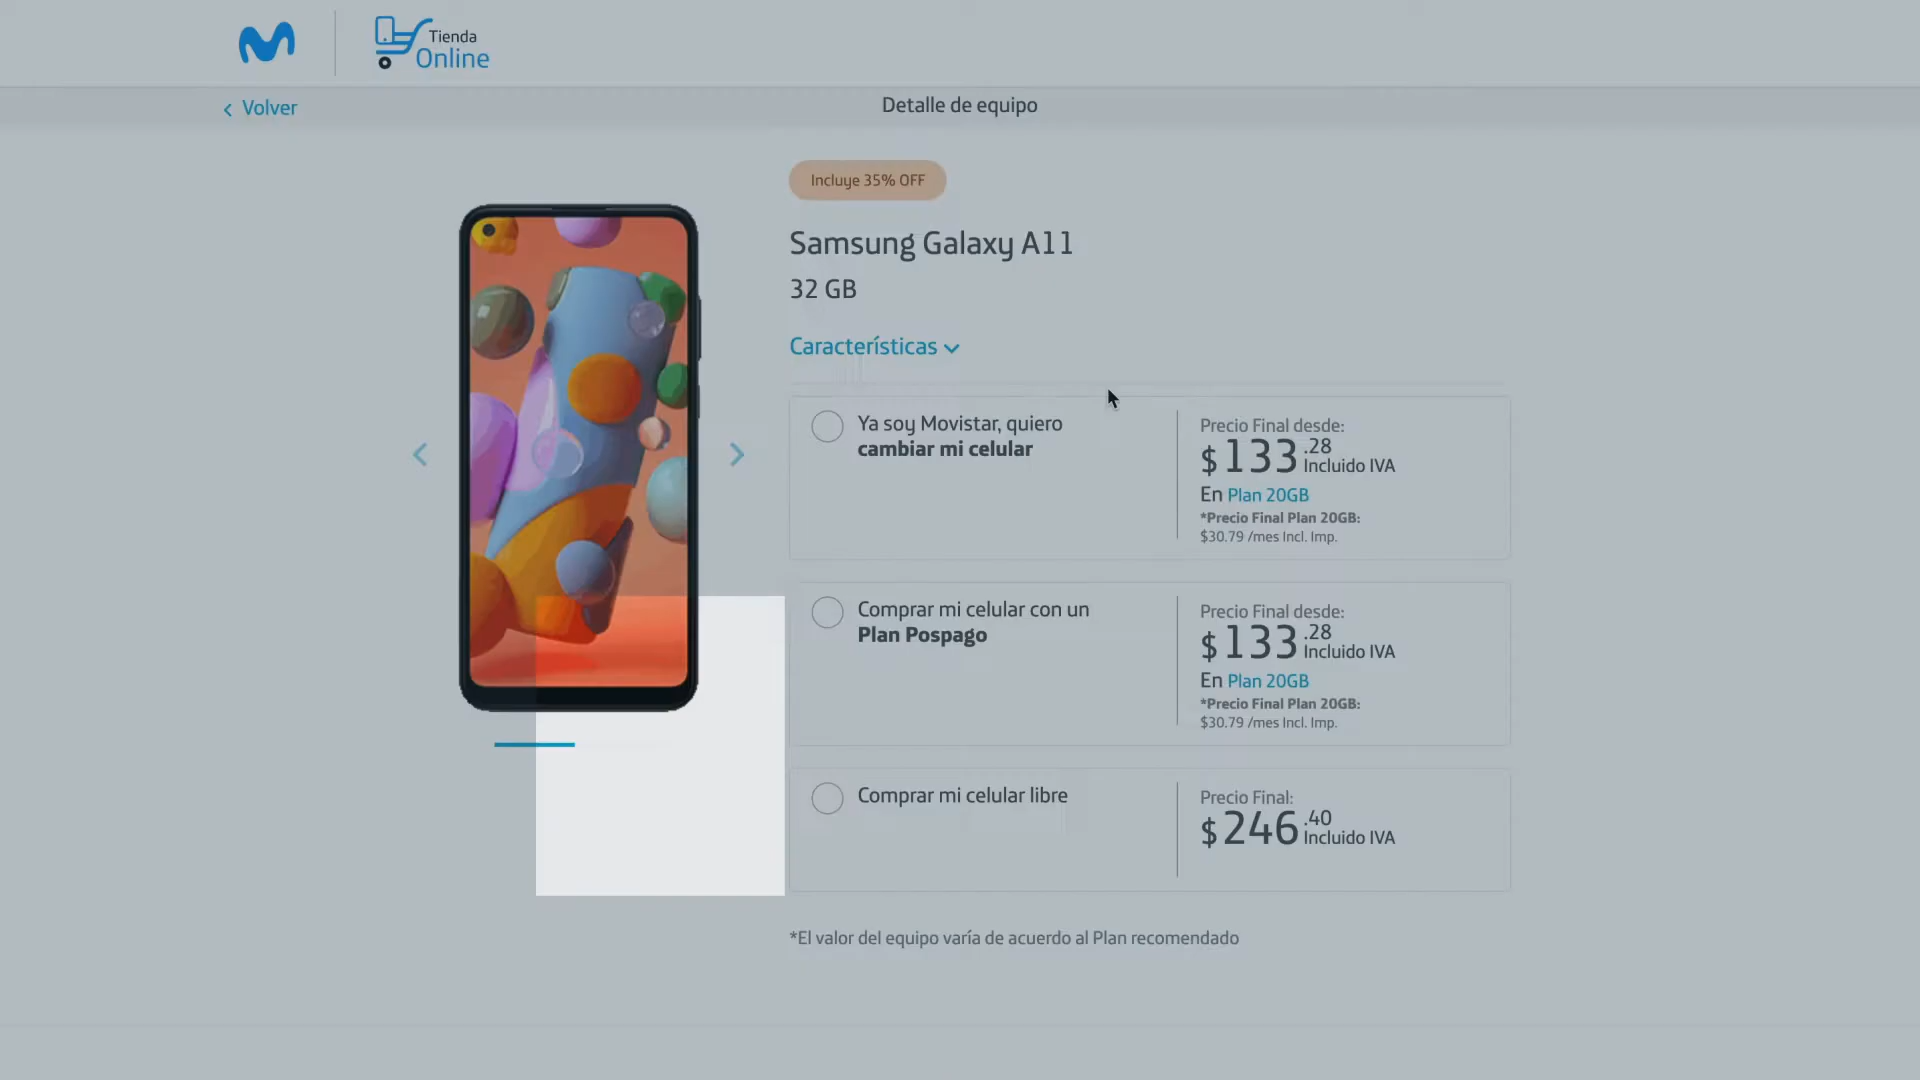 Tienda
Online
Volver
Detalle de equipo
Incluye 35% OFF
Samsung Galaxy A11
32 GB
Características
Ya soy Movistar, quiero
cambiar mi celular
Precio Final desde:
$133.28
Incluido IVA
En Plan 20GB
*Precio Final Plan 20GB:
$30.79 /mes Incl. Imp.
Comprar mi celular con un
Plan Pospago
Precio Final desde:
$133.28
Incluido IVA
En Plan 20GB
*Precio Final Plan 20GB:
$30.79 /mes Incl. Imp.
Comprar mi celular libre
Precio Final:
$246.40
Incluido IVA
*El valor del equipo varía de acuerdo al Plan recomendado